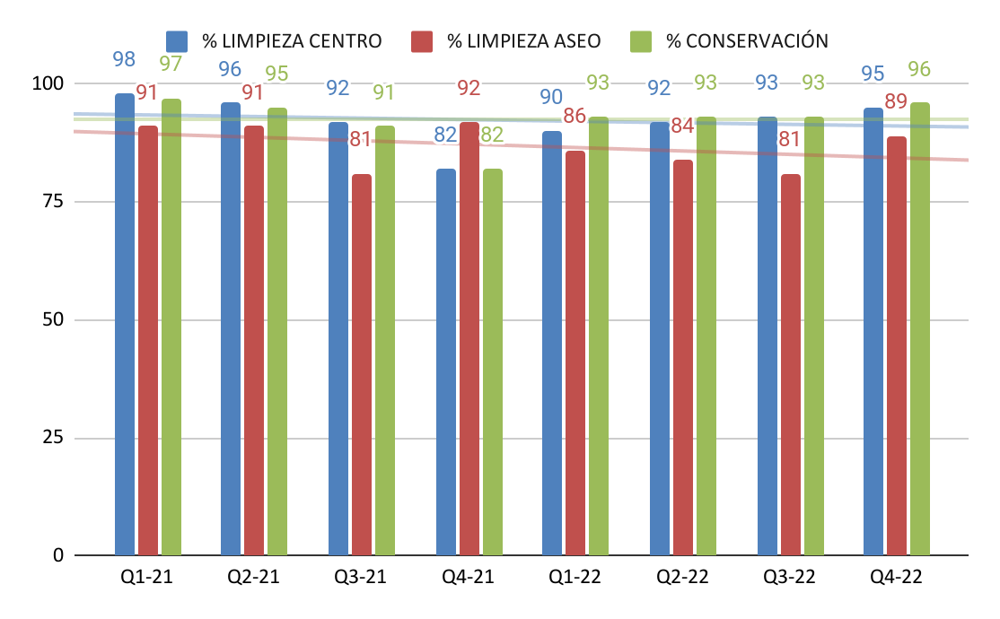 % LIMPIEZA CENTRO % LIMPIEZA ASEO % CONSERVACIÓN
98 91 97 96 91 95 92 81 91 82 92 82 90 86 93 92 84 93 93 81 93 95 89 96
100
75
50
25
0
Q1-21 Q2-21 Q3-21 Q4-21 Q1-22 Q2-22 Q3-22 Q4-22